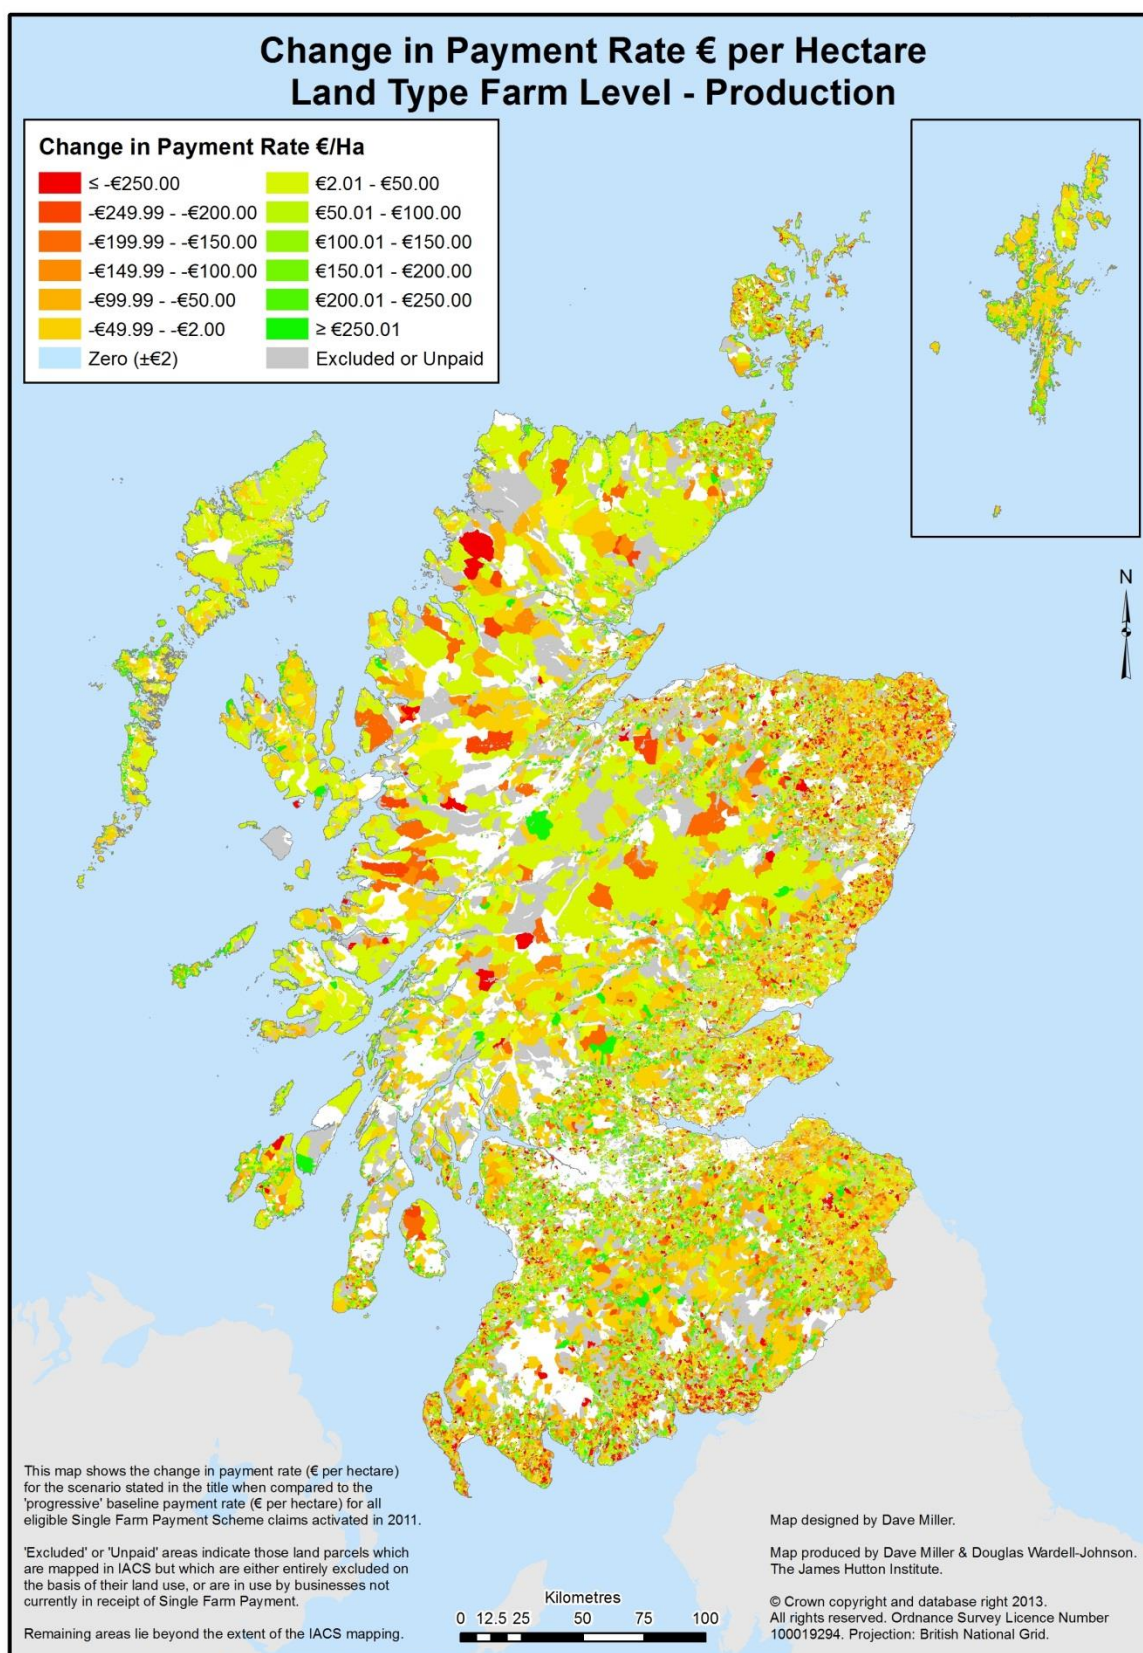 Change in Payment Rate € per Hectare
Land Type Farm Level - Production
Change in Payment Rate €/Ha
≤ -€250.00
-€249.99 - -€200.00
-€199.99 - -€150.00
-€149.99 - -€100.00
-€99.99 - -€50.00
-€49.99 - -€2.00
Zero (±€2)
€2.01 - €50.00
€50.01 - €100.00
€100.01 - €150.00
€150.01 - €200.00
€200.01 - €250.00
≥ €250.01
Excluded or Unpaid
N
This map shows the change in payment rate (€ per hectare)
for the scenario stated in the title when compared to the
'progressive' baseline payment rate (€ per hectare) for all
eligible Single Farm Payment Scheme claims activated in 2011.
'Excluded' or 'Unpaid' areas indicate those land parcels which
are mapped in IACS but which are either entirely excluded on
the basis of their land use, or are in use by businesses not
currently in receipt of Single Farm Payment.
Remaining areas lie beyond the extent of the IACS mapping.
Kilometres
0 12.5 25 50 75 100
Map designed by Dave Miller.
Map produced by Dave Miller & Douglas Wardell-Johnson.
The James Hutton Institute.
© Crown copyright and database right 2013.
All rights reserved. Ordnance Survey Licence Number
100019294. Projection: British National Grid.